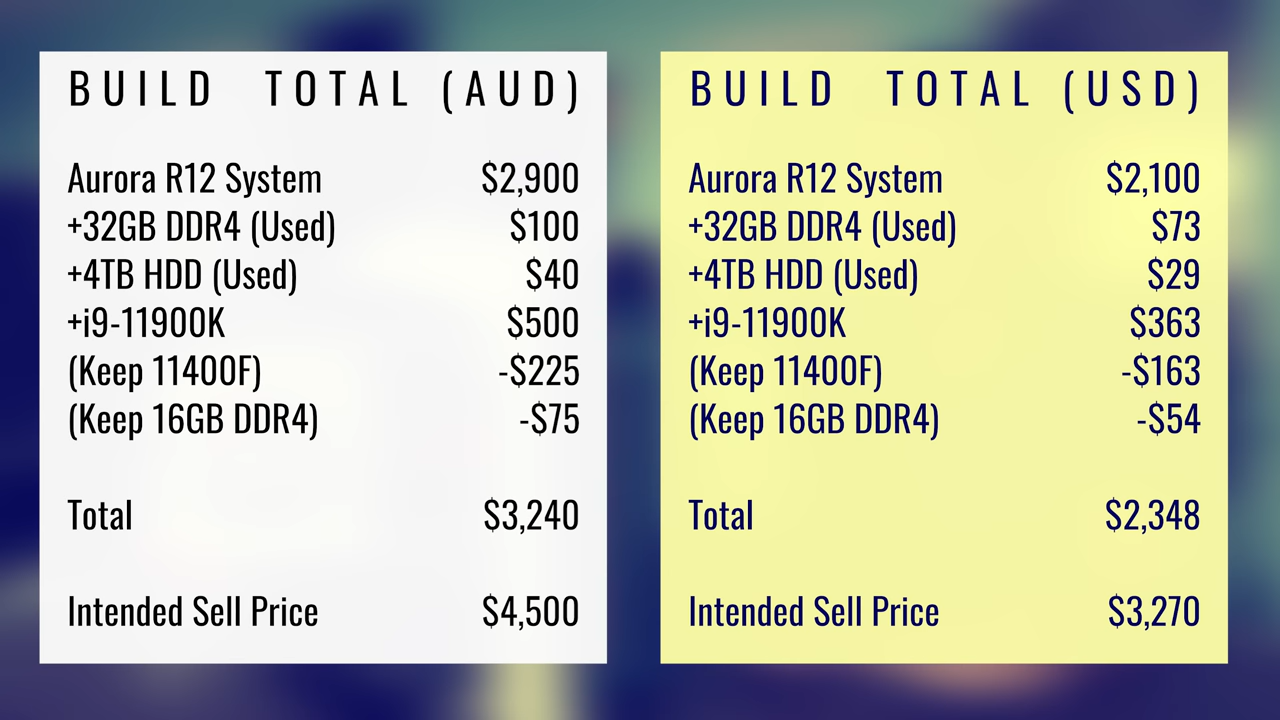 BUILD TOTAL (AUD)
Aurora R12 System $2,900
+32GB DDR4 (Used) $100
+4TB HDD (Used) $40
+i9-11900K $500
(Keep 11400F) -$225
(Keep 16GB DDR4) -$75
Total $3,240
Intended Sell Price $4,500
BUILD TOTAL (USD)
Aurora R12 System $2,100
+32GB DDR4 (Used) $73
+4TB HDD (Used) $29
+i9-11900K $363
(Keep 11400F) -$163
(Keep 16GB DDR4) -$54
Total $2,348
Intended Sell Price $3,270